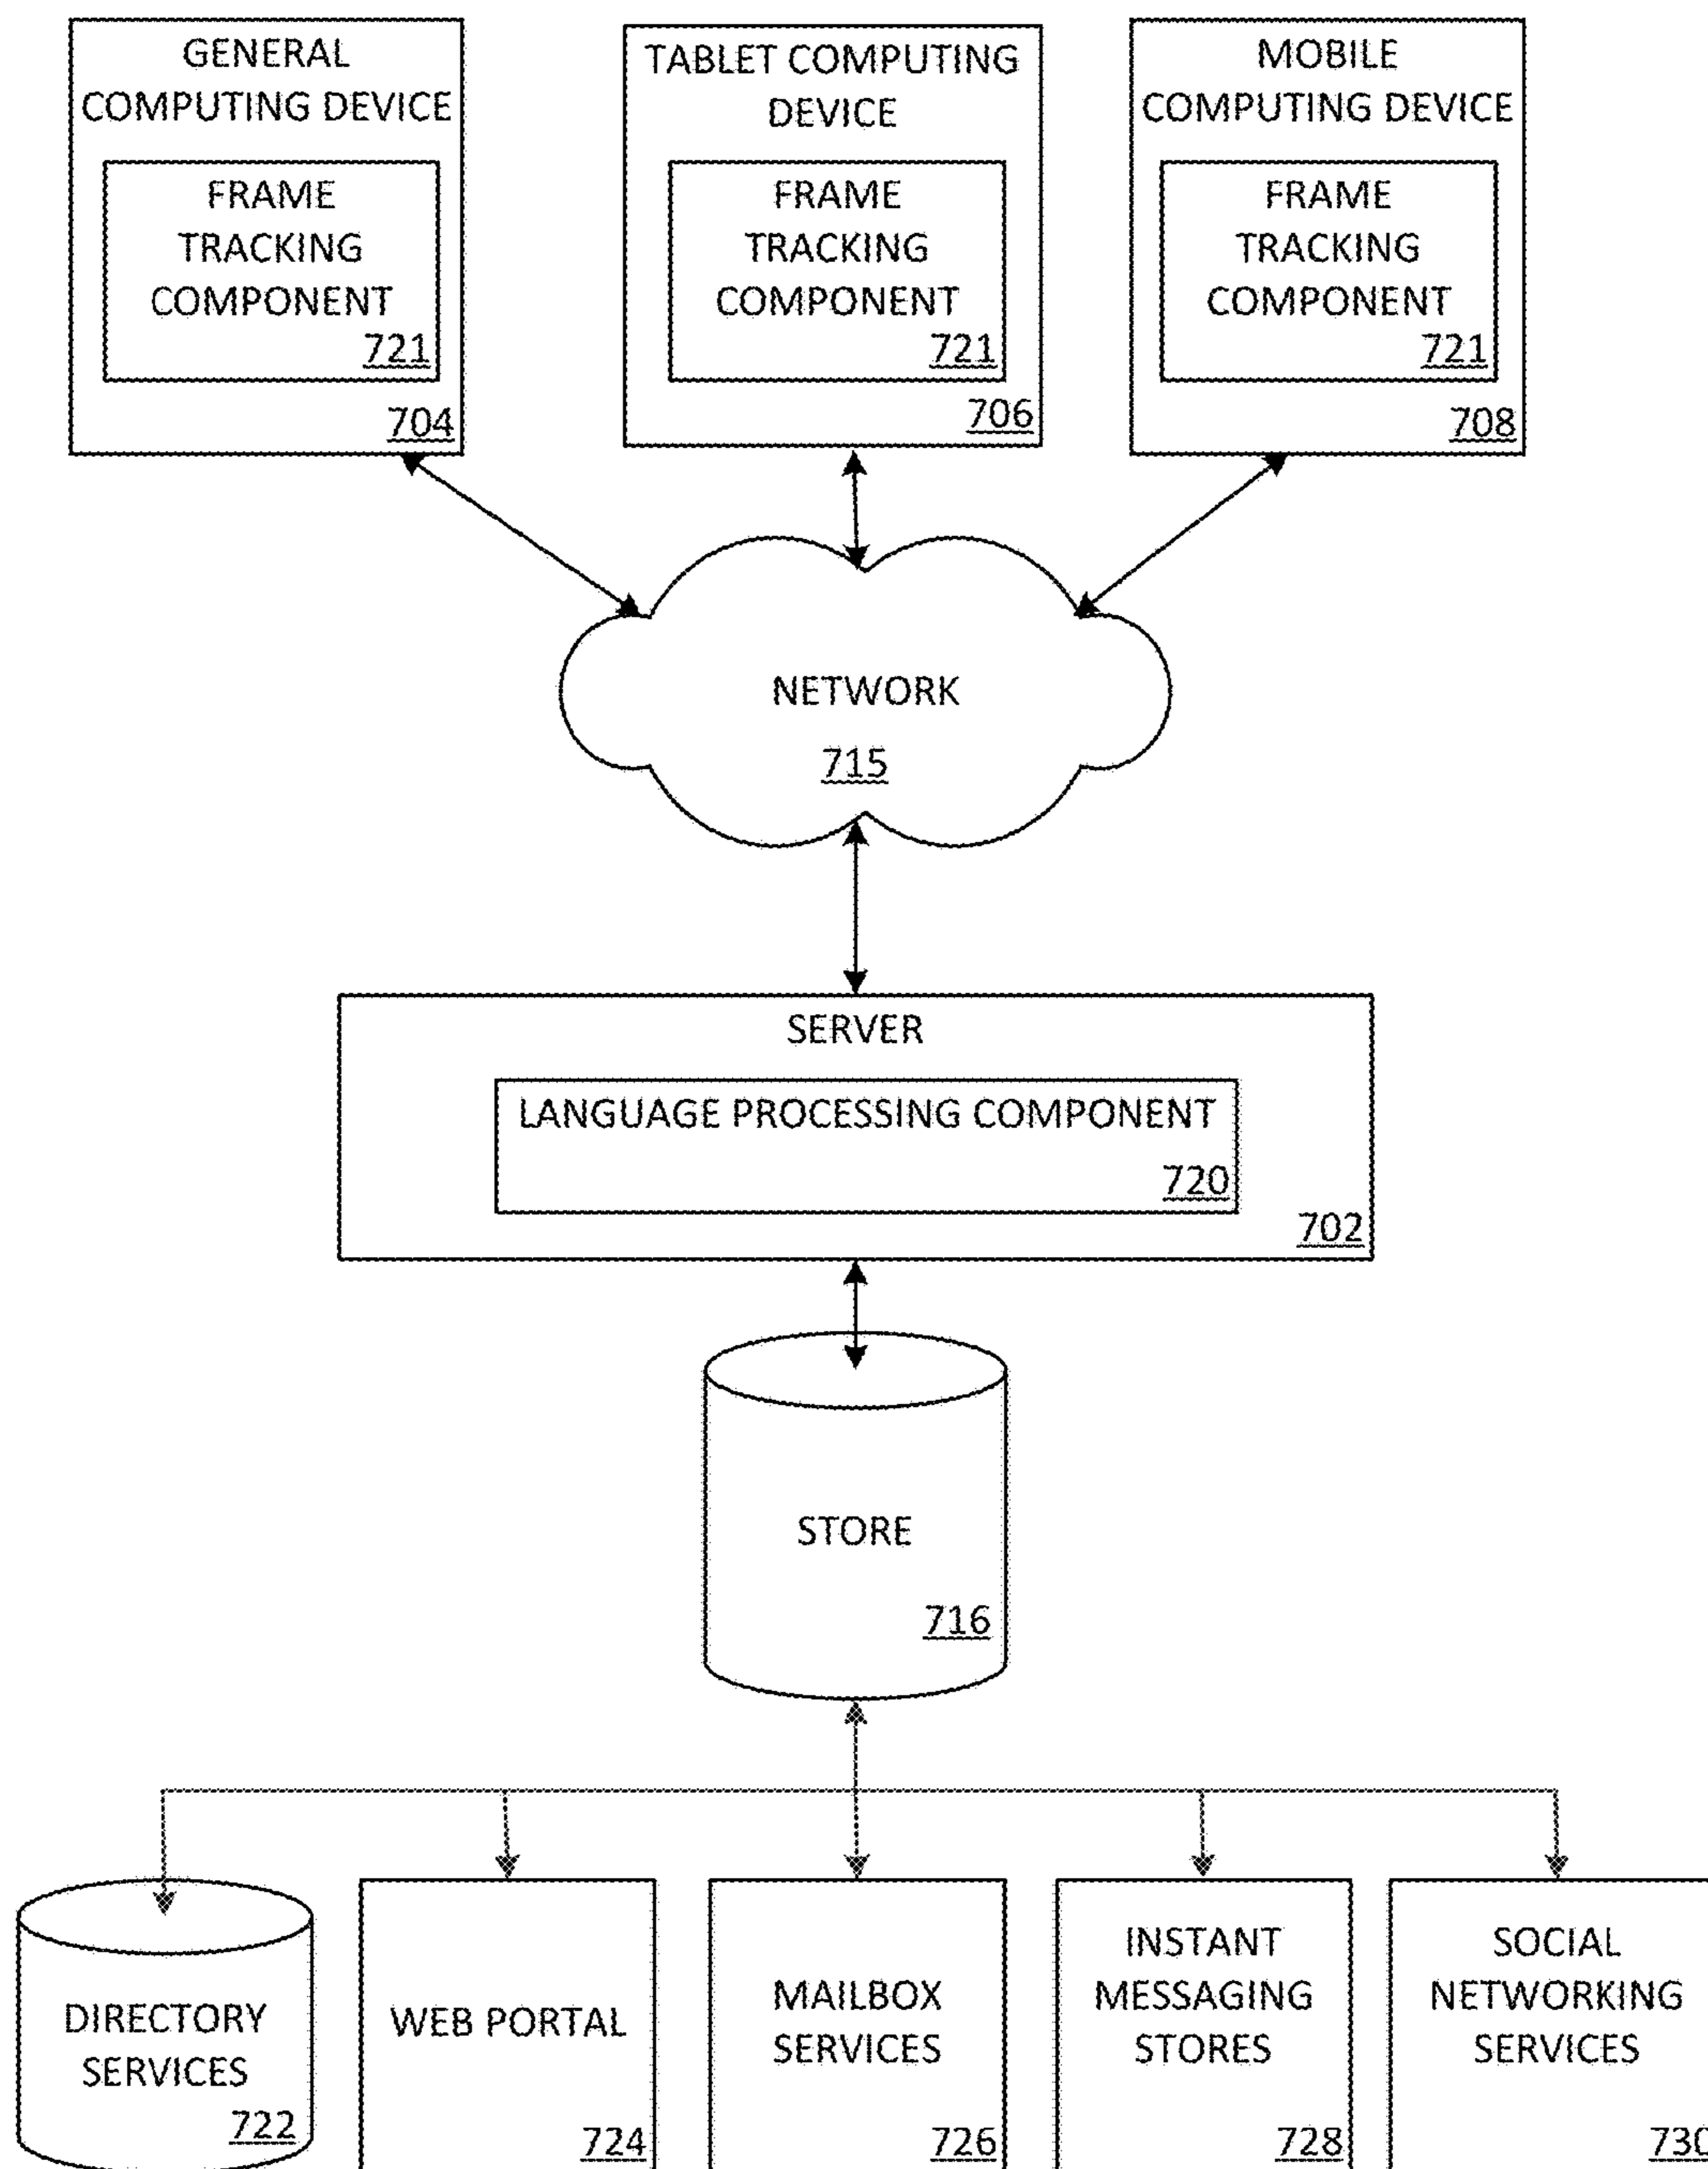 GENERAL
COMPUTING DEVICE
FRAME
TRACKING
COMPONENT
721
704
TABLET COMPUTING
DEVICE
FRAME
TRACKING
COMPONENT
721
706
MOBILE
COMPUTING DEVICE
FRAME
TRACKING
COMPONENT
721
708
NETWORK
715
SERVER
LANGUAGE PROCESSING COMPONENT
720
702
STORE
716
DIRECTORY
SERVICES
722
WEB PORTAL
724
MAILBOX
SERVICES
726
INSTANT
MESSAGING
STORES
728
SOCIAL
NETWORKING
SERVICES
730